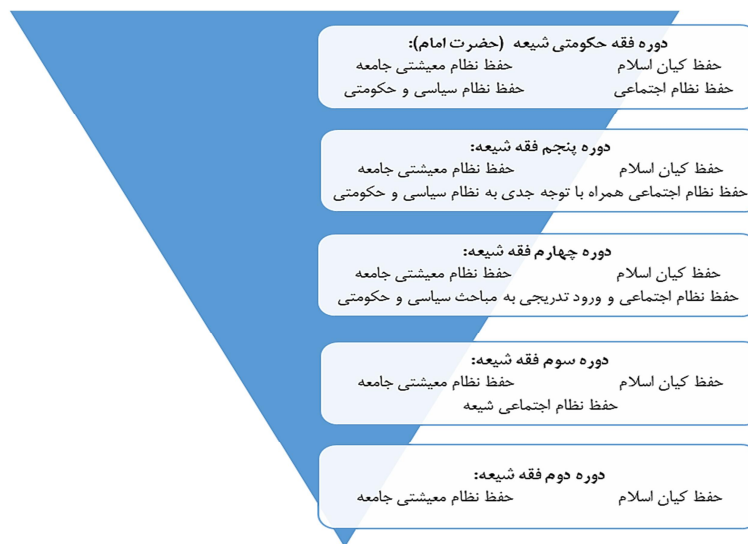 دوره فقه حکومتی شیعه (حضرت امام):
حفظ کیان اسلام حفظ نظام معیشتی جامعه
حفظ نظام اجتماعی حفظ نظام سیاسی و حکومتی
دوره پنجم فقه شیعه:
حفظ کیان اسلام حفظ نظام معیشتی جامعه
حفظ نظام اجتماعی همراه با توجه جدی به نظام سیاسی و حکومتی
دوره چهارم فقه شیعه:
حفظ کیان اسلام حفظ نظام معیشتی جامعه
حفظ نظام اجتماعی و ورود تدریجی به مباحث سیاسی و حکومتی
دوره سوم فقه شیعه:
حفظ کیان اسلام حفظ نظام معیشتی جامعه
حفظ نظام اجتماعی شیعه
دوره دوم فقه شیعه:
حفظ کیان اسلام حفظ نظام معیشتی جامعه